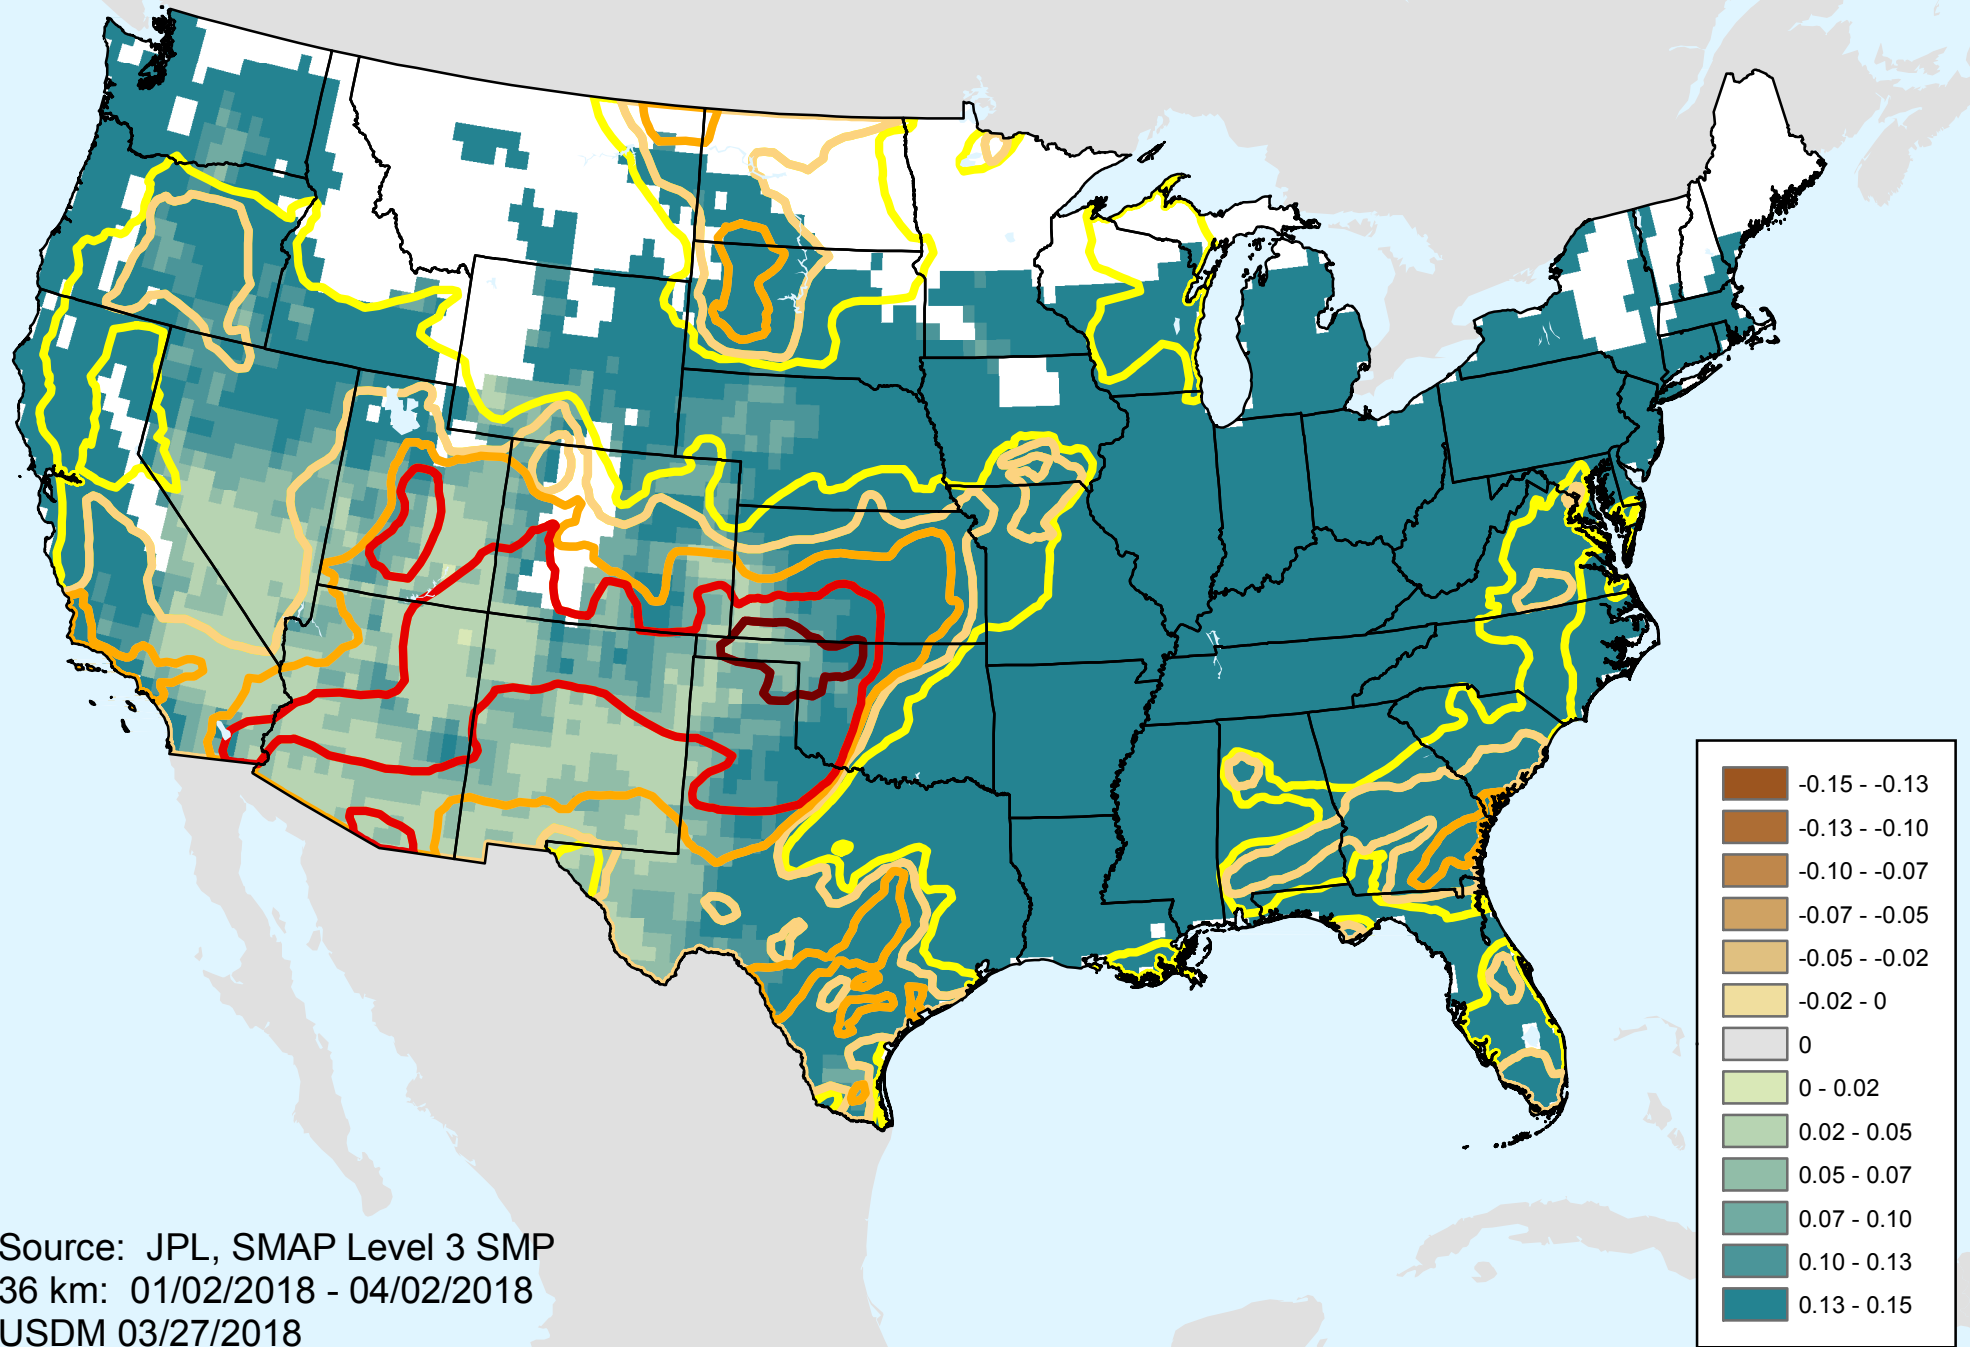 -0.15 - -0.13
-0.13 - -0.10
-0.10 - -0.07
-0.07 - -0.05
-0.05 - -0.02
-0.02 - 0
0
0 - 0.02
0.02 - 0.05
0.05 - 0.07
0.07 - 0.10
0.10 - 0.13
0.13 - 0.15
Source: JPL, SMAP Level 3 SMP
36 km: 01/02/2018 - 04/02/2018
USDM 03/27/2018